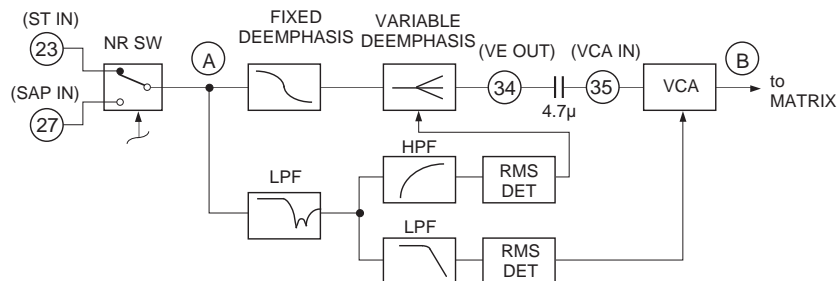 (ST IN)
23
NR SW
A
FIXED
DEEMPHASIS
VARIABLE
DEEMPHASIS
(VE OUT)
34
4.7μ
(VCA IN)
35
VCA
B
to
MATRIX
(SAP IN)
27
LPF
HPF
RMS
DET
LPF
RMS
DET